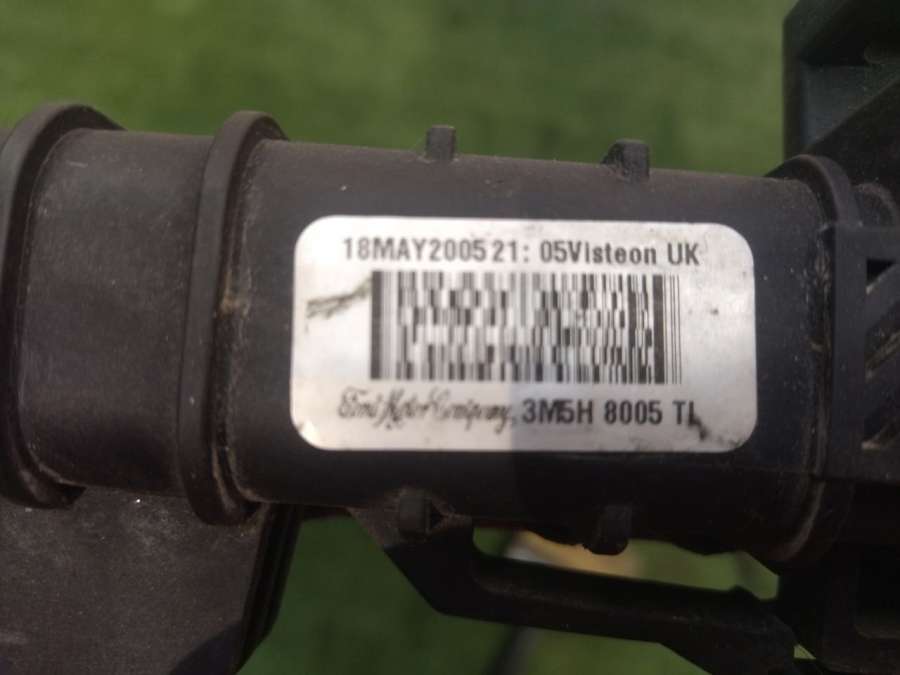 18MAY2005 21: 05Visteon UK
Ford Motor Company, 3M5H 8005 TL